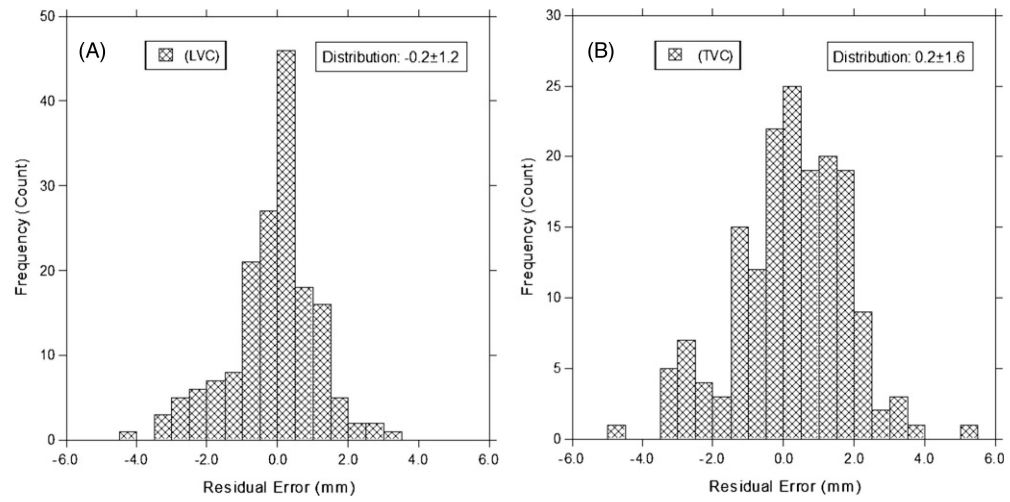 (A)
(LVC)
Distribution: -0.2±1.2
Frequency (Count)
50
40
30
20
10
0
-6.0 -4.0 -2.0 0.0 2.0 4.0 6.0
Residual Error (mm)
(B)
(TVC)
Distribution: 0.2±1.6
Frequency (Count)
30
25
20
15
10
5
0
-6.0 -4.0 -2.0 0.0 2.0 4.0 6.0
Residual Error (mm)